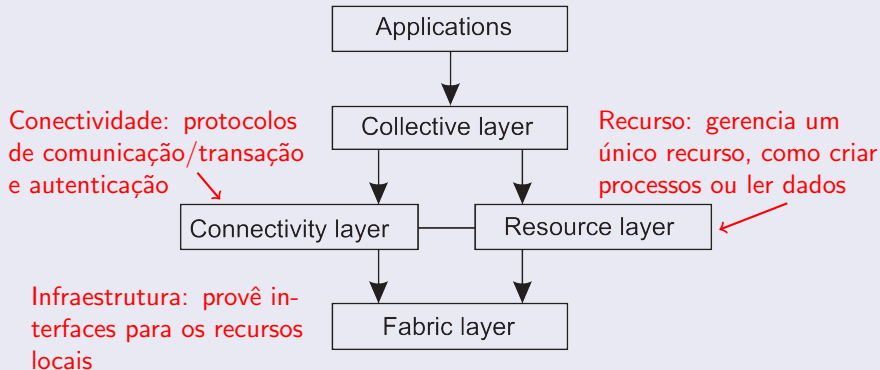 Applications
Collective layer
Conectividade: protocolos
de comunicação/transação
e autenticação
Recurso: gerencia um
único recurso, como criar
processos ou ler dados
Connectivity layer
Resource layer
Infraestrutura: provê in-
terfaces para os recursos
locais
Fabric layer